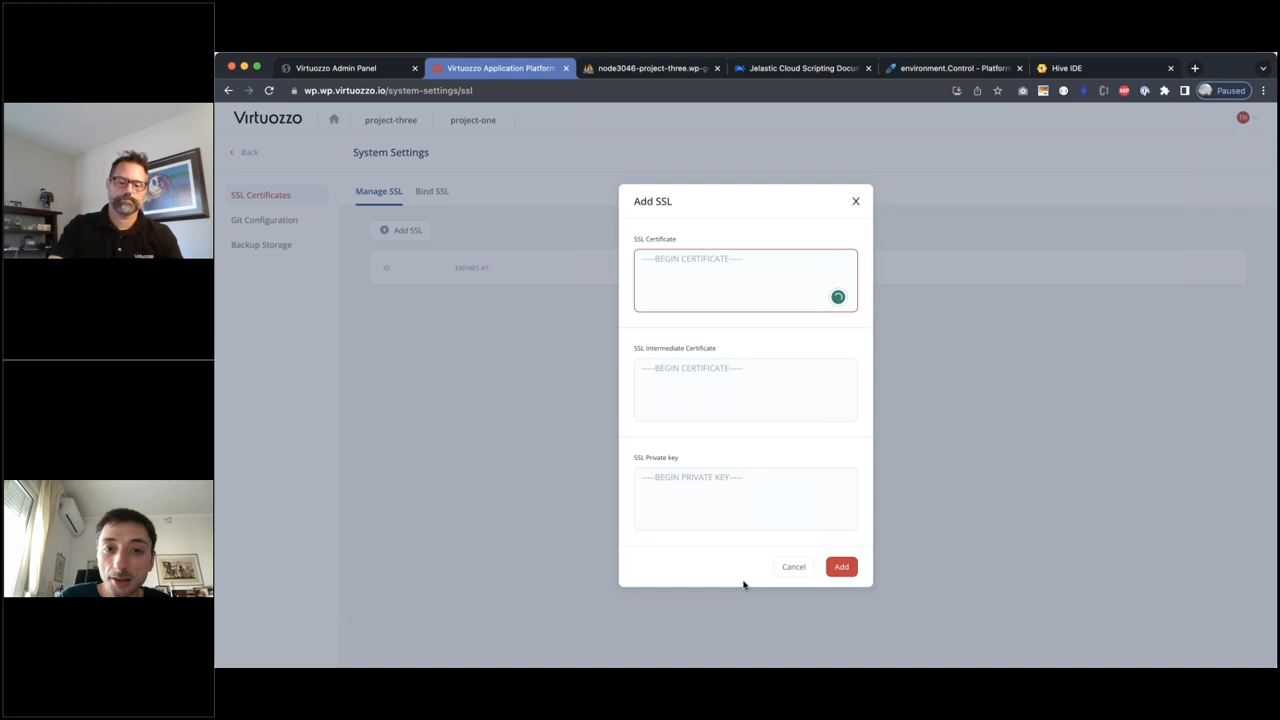 Virtuozzo Admin Panel
Virtuozzo Application Platform
node3046-project-three.wp-g
Jelastic Cloud Scripting Docum
environment.Control - Platform
Hive IDE
wp.wp.virtuozzo.io/system-settings/ssl
Paused
Virtuozzo
project-three
project-one
TH
Back
System Settings
SSL Certificates
Git Configuration
Backup Storage
Manage SSL
Bind SSL
Add SSL
ID
EXPIRES AT:
Add SSL
SSL Certificate
-----BEGIN CERTIFICATE-----
SSL Intermediate Certificate
-----BEGIN CERTIFICATE-----
SSL Private key
-----BEGIN PRIVATE KEY-----
Cancel
Add
Virtuozzo